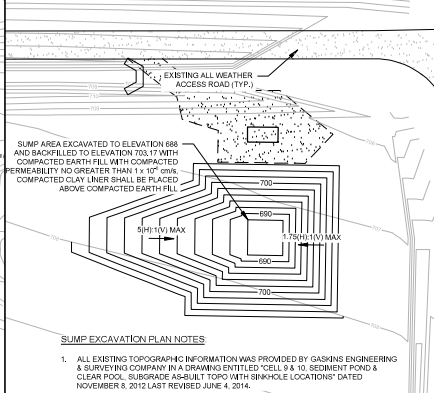 705
710
EXISTING ALL WEATHER
ACCESS ROAD (TYP.)
705
SUMP AREA EXCAVATED TO ELEVATION 688
AND BACKFILLED TO ELEVATION 703.17 WITH
COMPACTED EARTH FILL WITH COMPACTED
PERMEABILITY NO GREATER THAN 1 x 10 cm/s.
COMPACTED CLAY LINER SHALL BE PLACED
ABOVE COMPACTED EARTH FILL
700
690
5(H):1(V) MAX
1.75(H):1(V) MAX
690
700
SUMP EXCAVATION PLAN NOTES:
1. ALL EXISTING TOPOGRAPHIC INFORMATION WAS PROVIDED BY GASKINS ENGINEERING
& SURVEYING COMPANY IN A DRAWING ENTITLED "CELL 9 & 10, SEDIMENT POND &
CLEAR POOL, SUBGRADE AS-BUILT TOPO WITH SINKHOLE LOCATIONS" DATED
NOVEMBER 8, 2012 LAST REVISED JUNE 4, 2014.